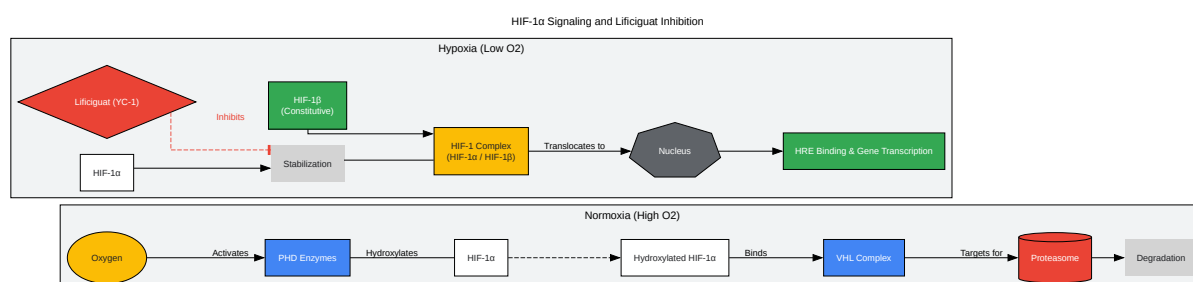 HIF-1α Signaling and Lificiguat Inhibition
Hypoxia (Low O2)
Lificiguat (YC-1)
Inhibits
HIF-1β
(Constitutive)
HIF-1α
Stabilization
HIF-1 Complex
(HIF-1α / HIF-1β)
Translocates to
Nucleus
HRE Binding & Gene Transcription
Normoxia (High O2)
Oxygen
Activates
PHD Enzymes
Hydroxylates
HIF-1α
Hydroxylated HIF-1α
Binds
VHL Complex
Targets for
Proteasome
Degradation